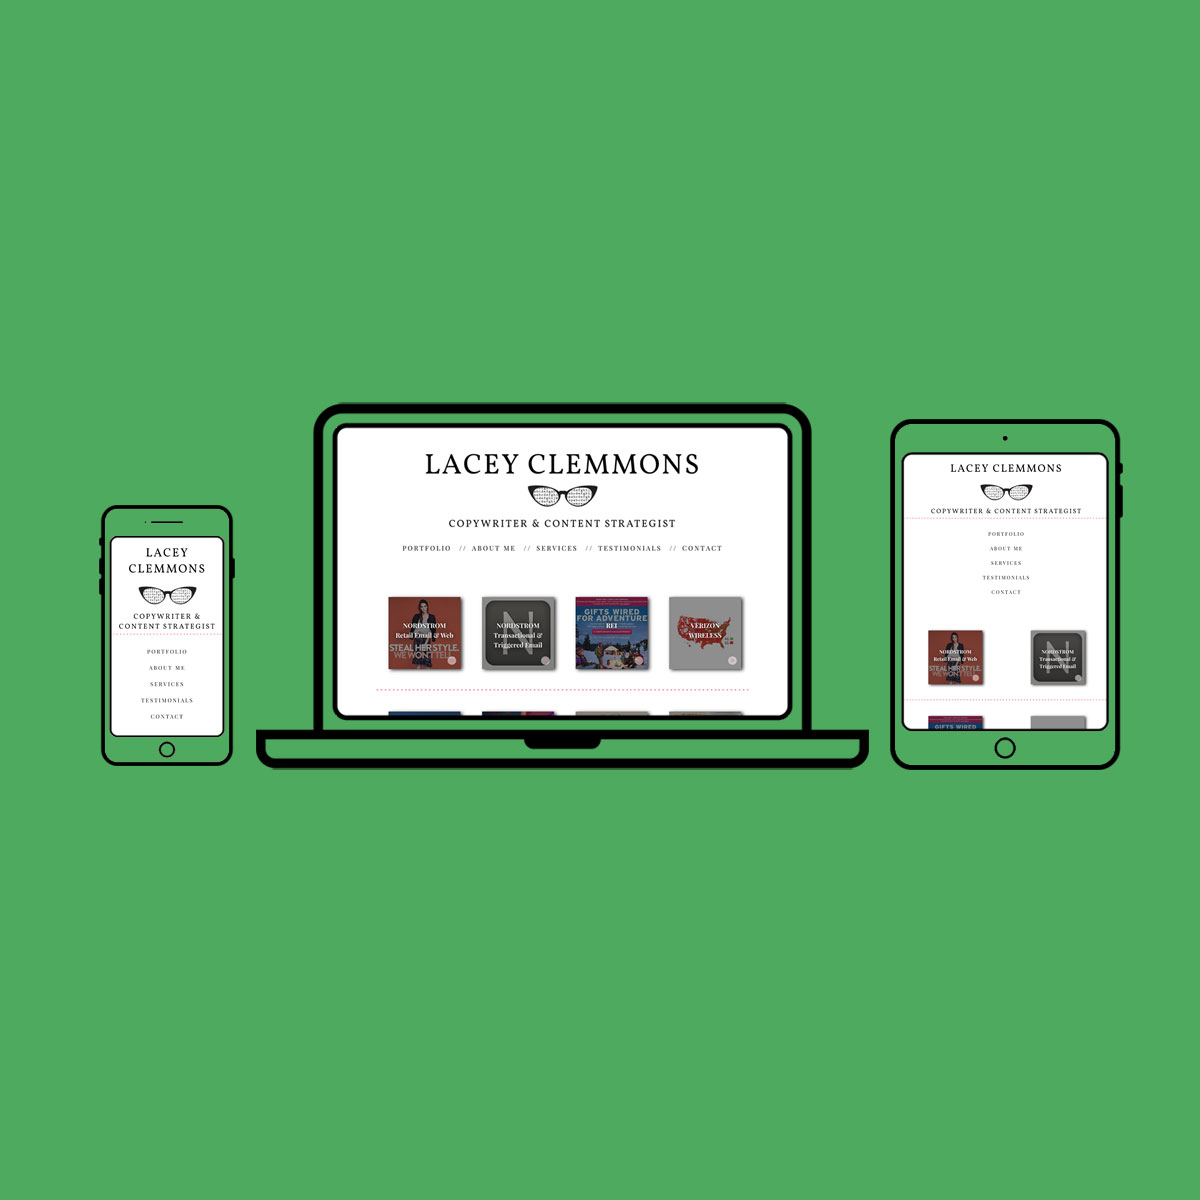 LACEY
CLEMMONS
COPYWRITER &
CONTENT STRATEGIST
PORTFOLIO
ABOUT ME
SERVICES
TESTIMONIALS
CONTACT
LACEY CLEMMONS
COPYWRITER & CONTENT STRATEGIST
PORTFOLIO // ABOUT ME // SERVICES // TESTIMONIALS // CONTACT
NORDSTROM
Retail Email & Web
STEAL HER STYLE.
WE WON'T TELL.
N
NORDSTROM
Transactional &
Triggered Email
GIFTS WIRED
FOR ADVENTURE
REI
VERIZON
WIRELESS
LACEY CLEMMONS
COPYWRITER & CONTENT STRATEGIST
PORTFOLIO
ABOUT ME
SERVICES
TESTIMONIALS
CONTACT
NORDSTROM
Retail Email & Web
STEAL HER STYLE.
WE WON'T TELL.
N
NORDSTROM
Transactional &
Triggered Email
GIFTS WIRED